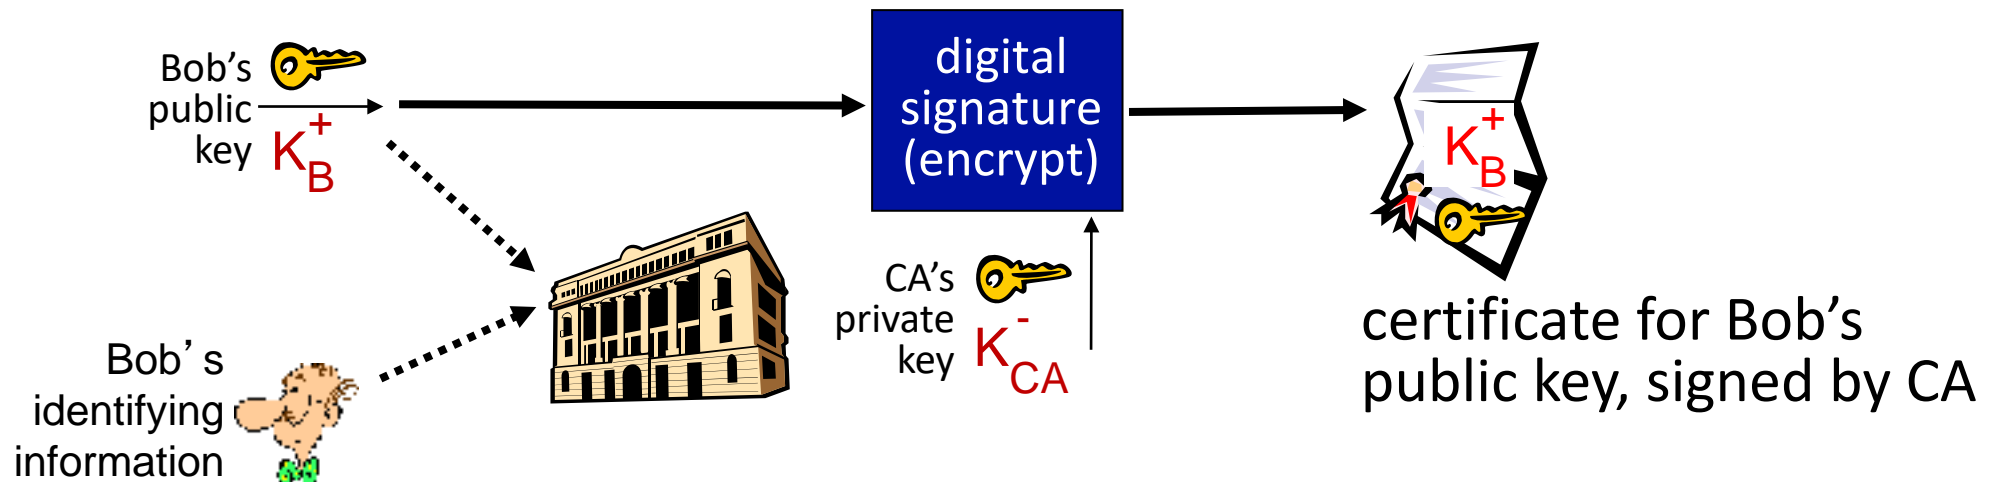 Bob’s
public
key
K
+
B
digital
signature
(encrypt)
K
+
B
CA’s
private
key
K
-
CA
certificate for Bob’s
public key, signed by CA
Bob’s
identifying
information